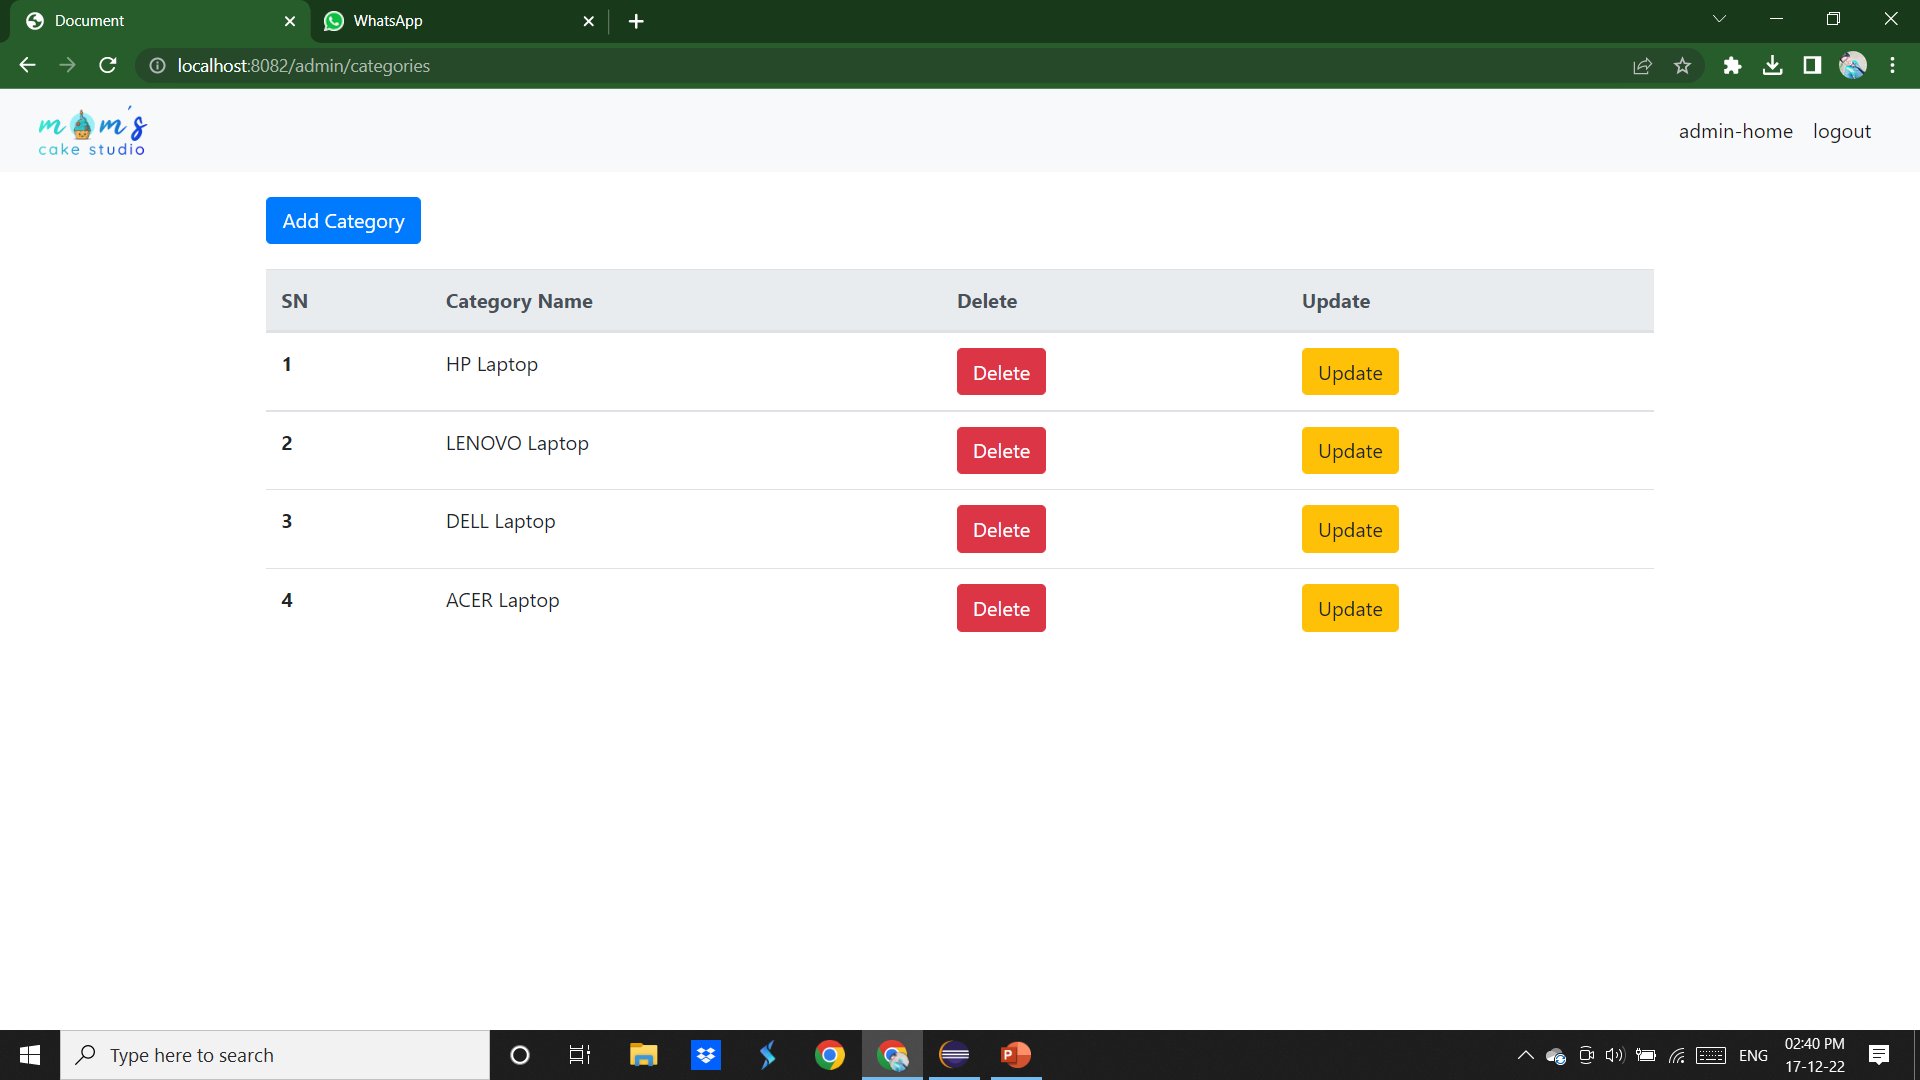 Document
WhatsApp
localhost:8082/admin/categories
mom's
cake studio
admin-home logout
Add Category
SN Category Name Delete Update
1 HP Laptop Delete Update
2 LENOVO Laptop Delete Update
3 DELL Laptop Delete Update
4 ACER Laptop Delete Update
Type here to search
P
ENG
02:40 PM
17-12-22